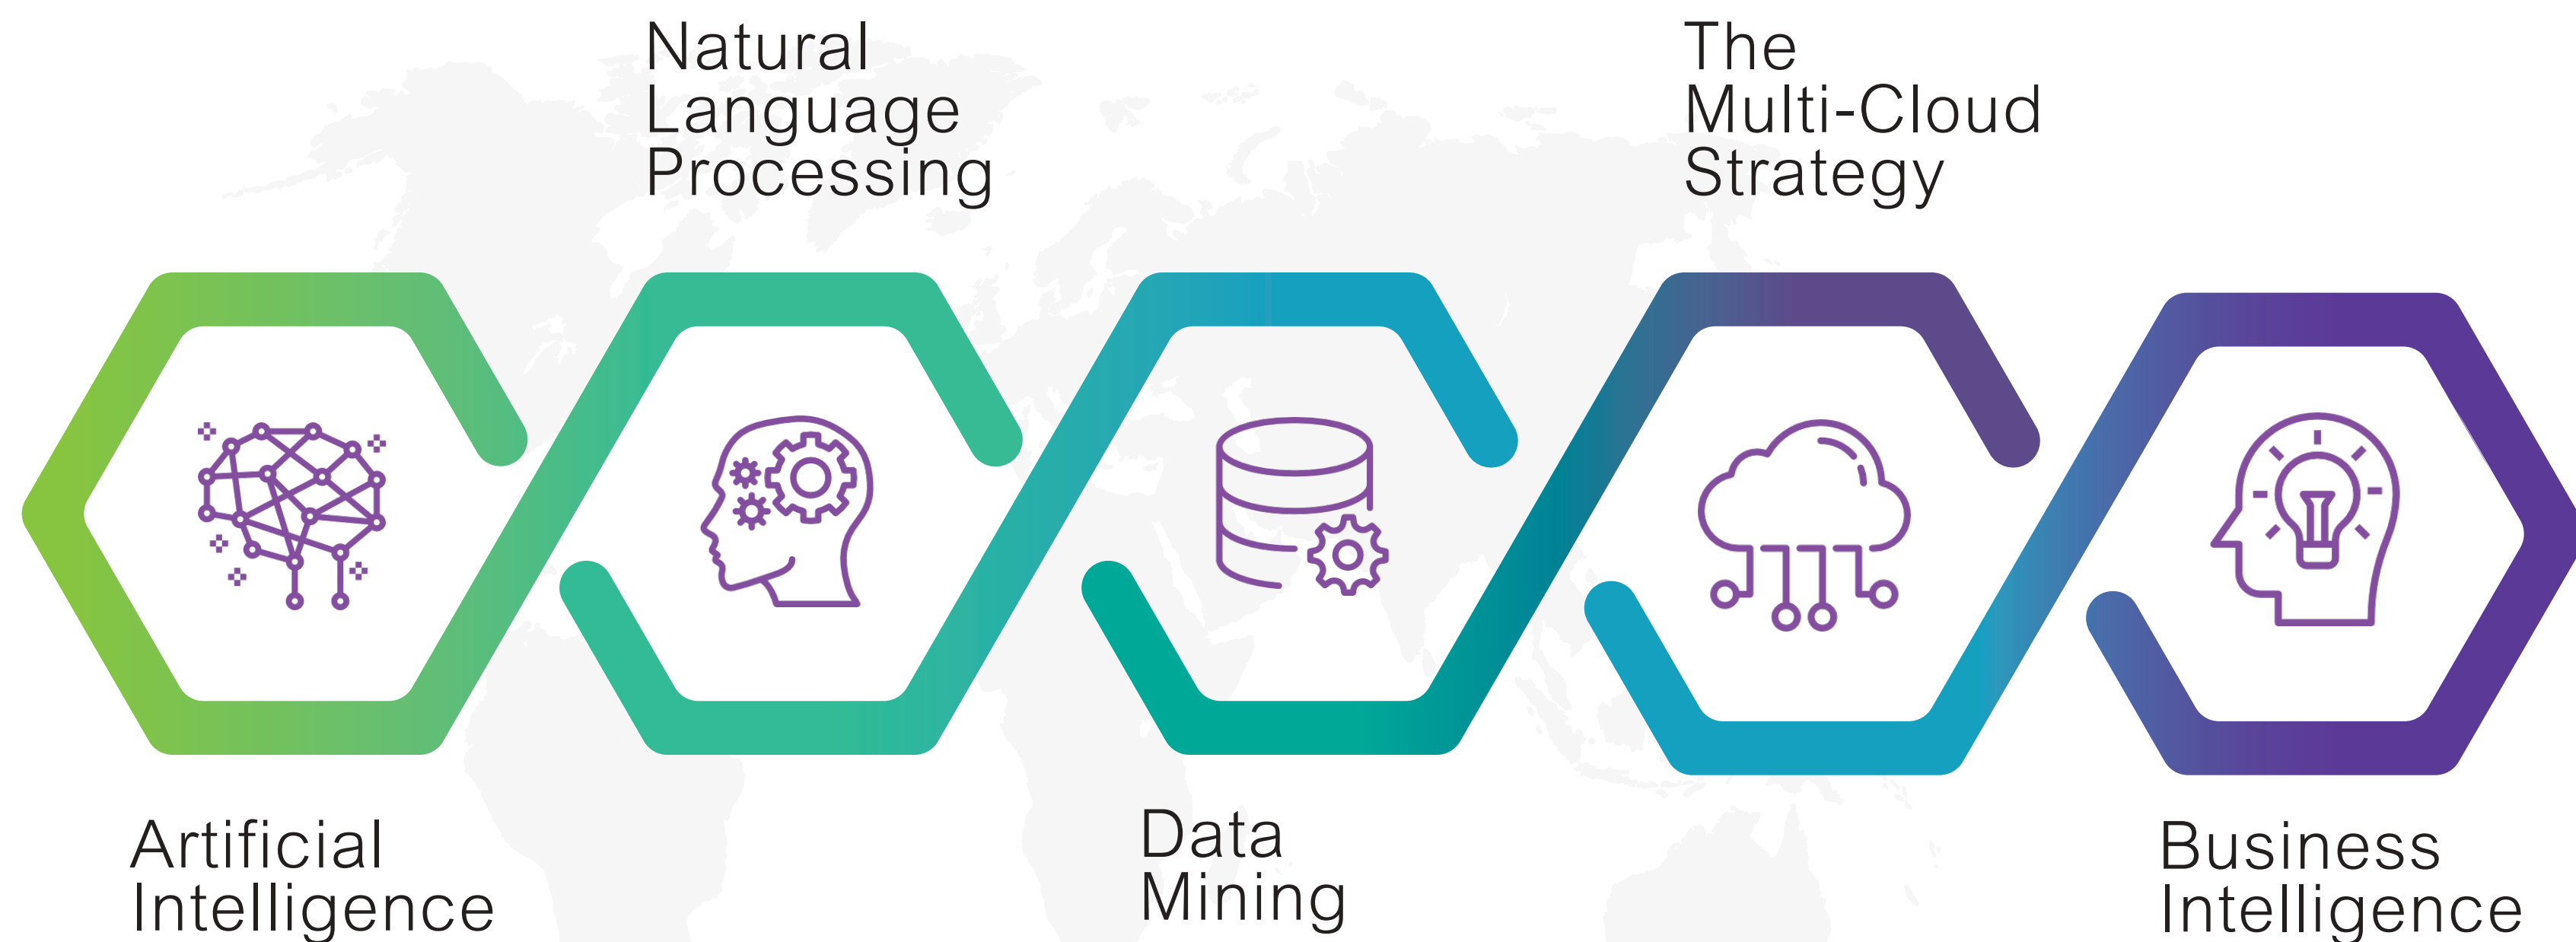 Natural
Language
Processing
The
Multi-Cloud
Strategy
Artificial
Intelligence
Data
Mining
Business
Intelligence